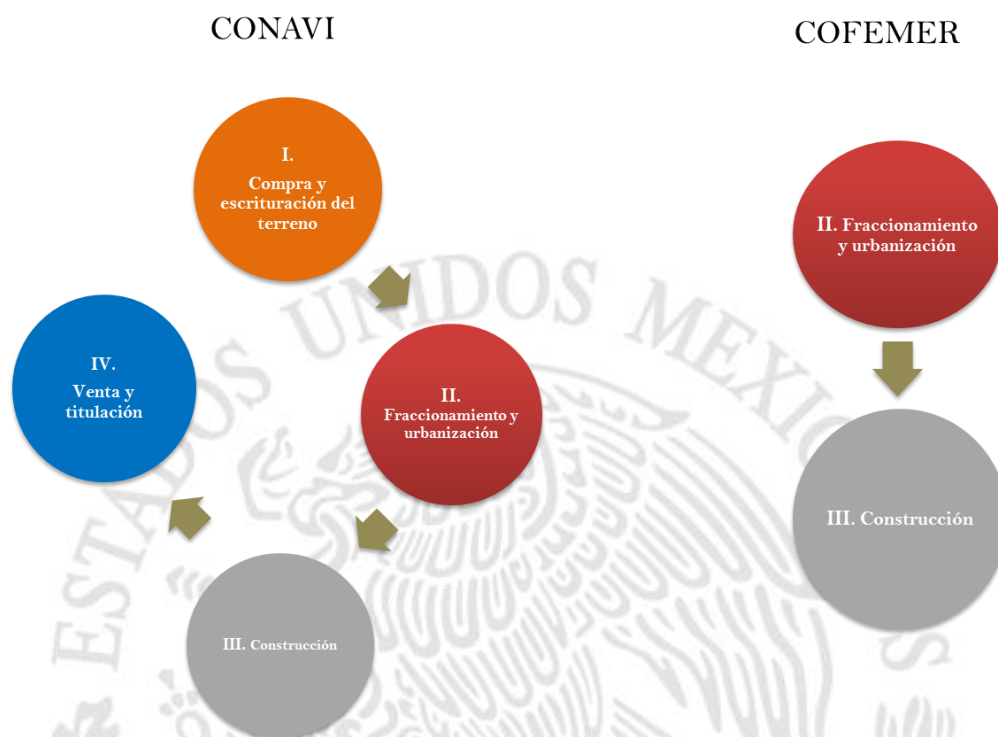 CONAVI
COFEMER
I.
Compra y
escrituración del
terreno
II. Fraccionamiento
y urbanización
IV.
Venta y
titulación
II.
Fraccionamiento y
urbanización
III. Construcción
III. Construcción
ESTADOS UNIDOS MEXICANOS